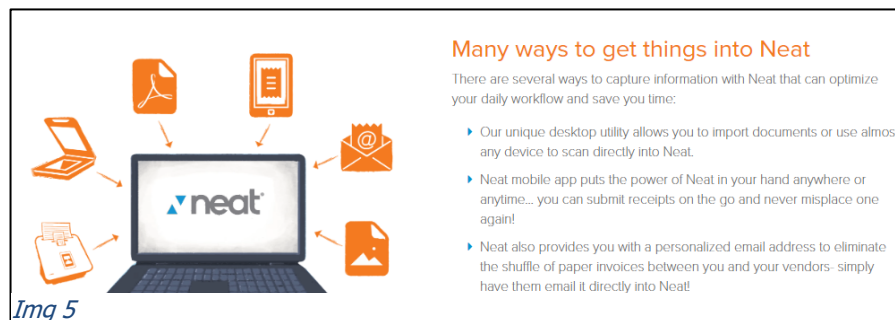 Many ways to get things into Neat
There are several ways to capture information with Neat that can optimize
your daily workflow and save you time:
Our unique desktop utility allows you to import documents or use almos
any device to scan directly into Neat.
Neat mobile app puts the power of Neat in your hand anywhere or
anytime... you can submit receipts on the go and never misplace one
again!
Neat also provides you with a personalized email address to eliminate
the shuffle of paper invoices between you and your vendors- simply
have them email it directly into Neat!
@
neat
Img 5